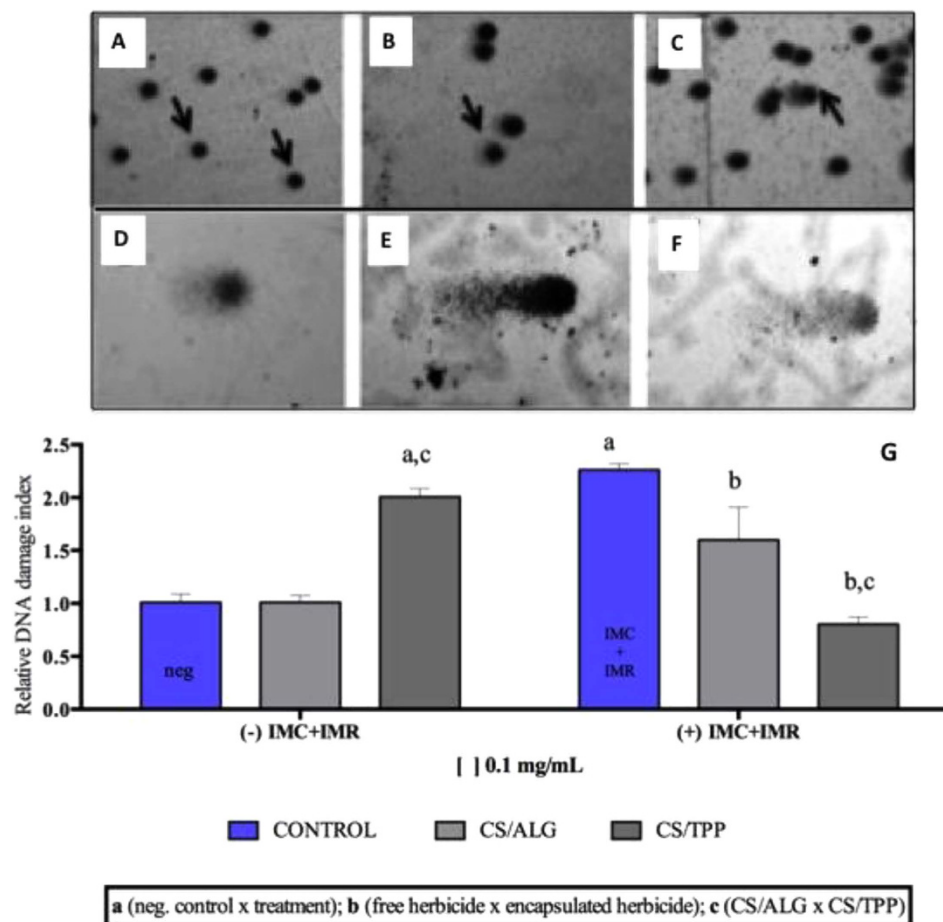 A
B
C
D
E
F
G
Relative DNA damage index
2.5
2.0
1.5
1.0
0.5
0.0
a,c
a
b
b,c
neg
IMC
+
IMR
(-) IMC+IMR
(+) IMC+IMR
[ ] 0.1 mg/mL
CONTROL
CS/ALG
CS/TPP
a (neg. control x treatment); b (free herbicide x encapsulated herbicide); c (CS/ALG x CS/TPP)